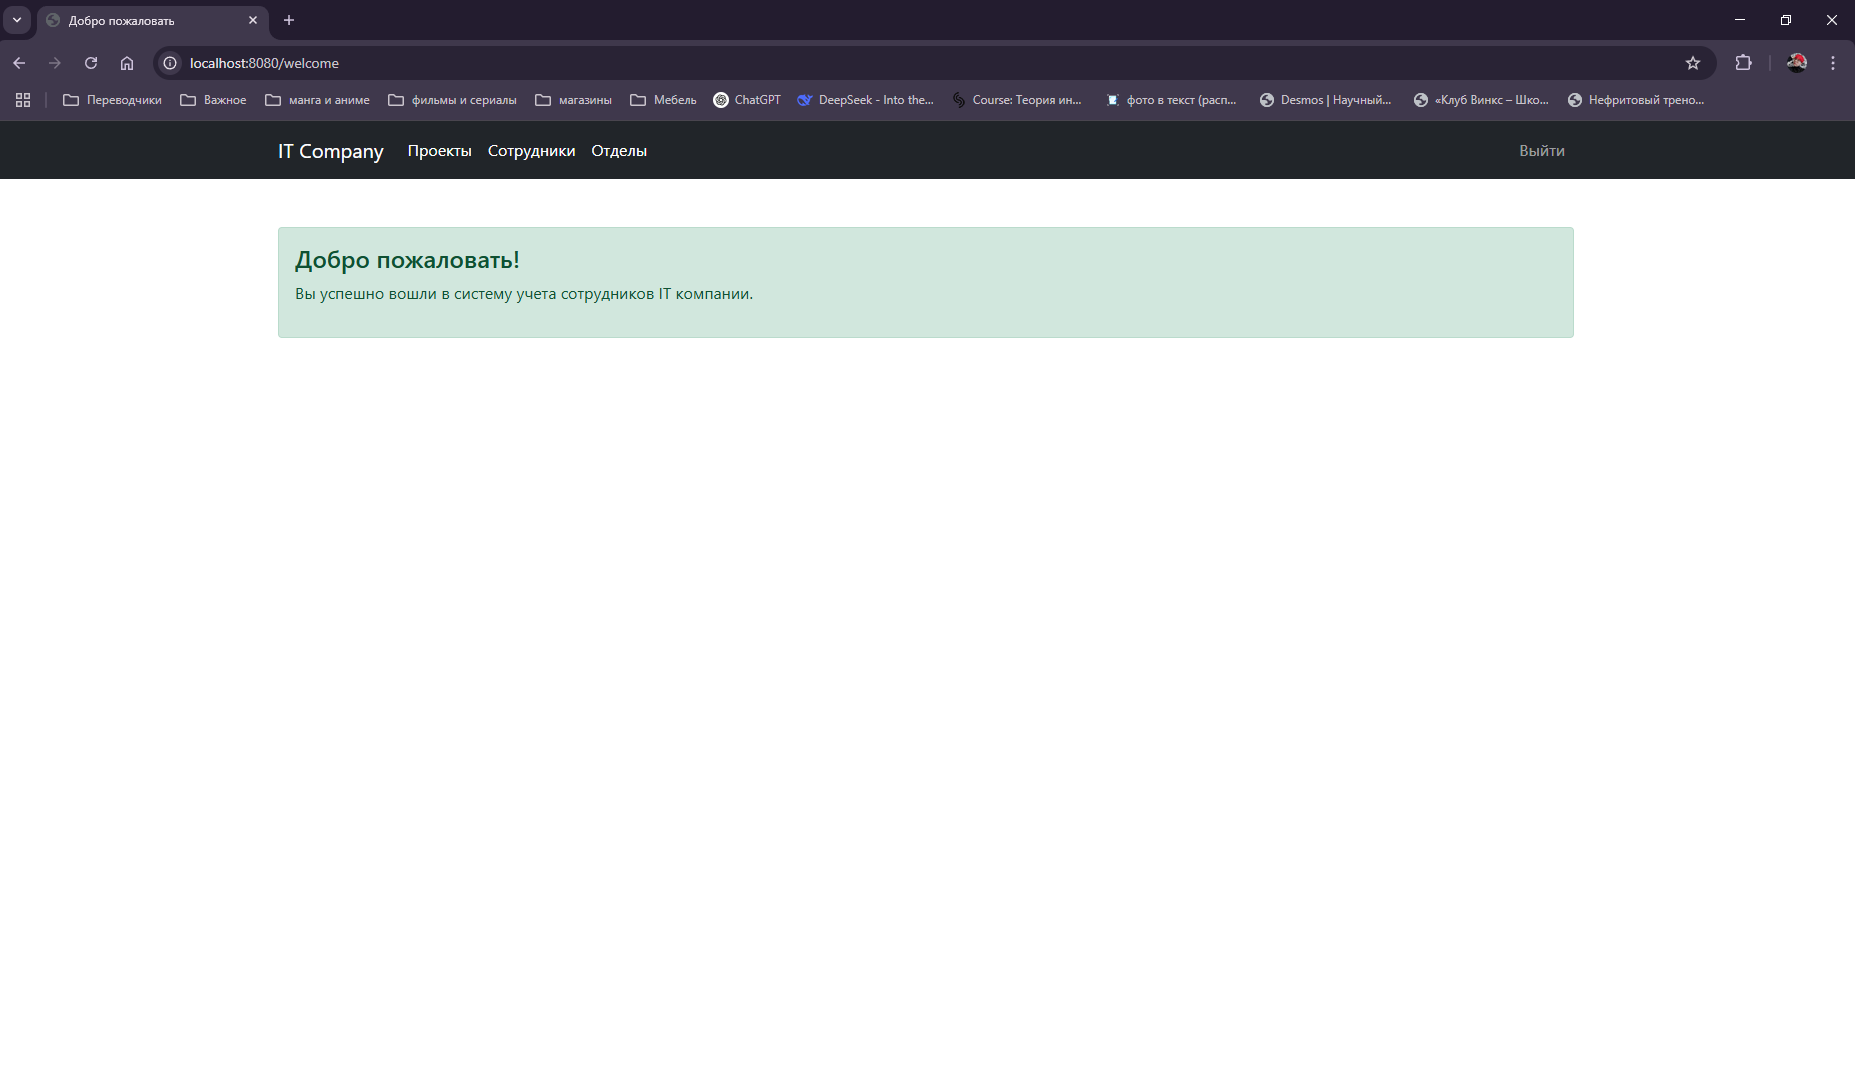 Добро пожаловать
localhost:8080/welcome
Переводчики Важное манга и аниме фильмы и сериалы магазины Мебель ChatGPT DeepSeek - Into the... Course: Теория ин... фото в текст (расп... Desmos | Научный... «Клуб Винкс – Шко... Нефритовый трено...
IT Company Проекты Сотрудники Отделы Выйти
Добро пожаловать!
Вы успешно вошли в систему учета сотрудников IT компании.